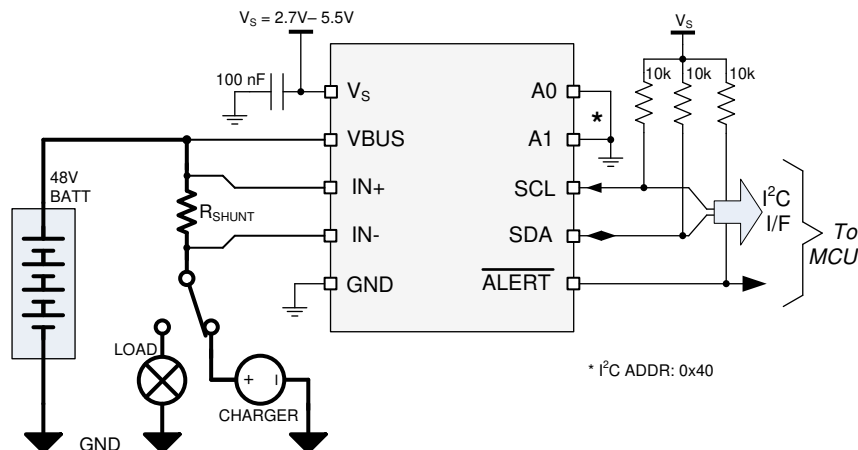 V_S = 2.7V– 5.5V
100 nF
V_S
VBUS
IN+
IN-
GND
A0
A1
*
SCL
SDA
ALERT
V_S
10k
10k
10k
I²C
I/F
To
MCU
48V
BATT
R_SHUNT
LOAD
+
CHARGER
GND
* I²C ADDR: 0x40